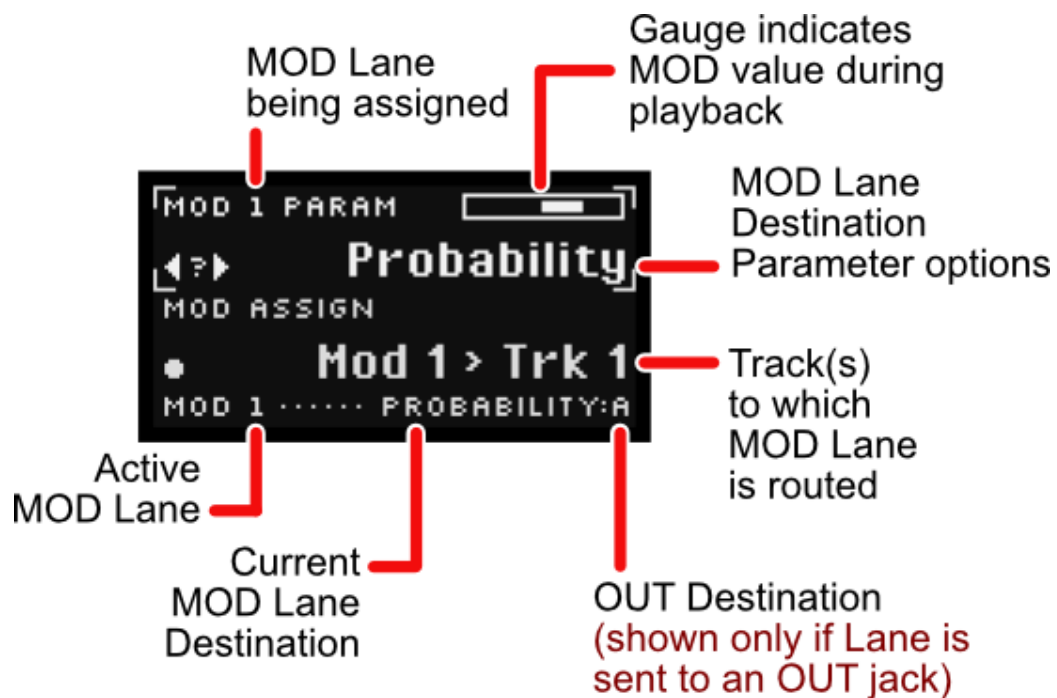 MOD Lane
being assigned
Gauge indicates
MOD value during
playback
MOD 1 PARAM
◀?▶ Probability
MOD ASSIGN
● Mod 1 > Trk 1
MOD 1 ······ PROBABILITY:A
MOD Lane
Destination
Parameter options
Track(s)
to which
MOD Lane
is routed
Active
MOD Lane
Current
MOD Lane
Destination
OUT Destination
(shown only if Lane is
sent to an OUT jack)